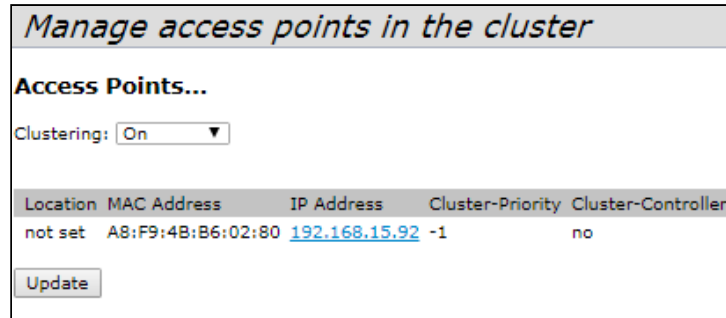 Manage access points in the cluster
Access Points...
Clustering: On
Location MAC Address IP Address Cluster-Priority Cluster-Controller
not set A8:F9:4B:B6:02:80 192.168.15.92 -1 no
Update